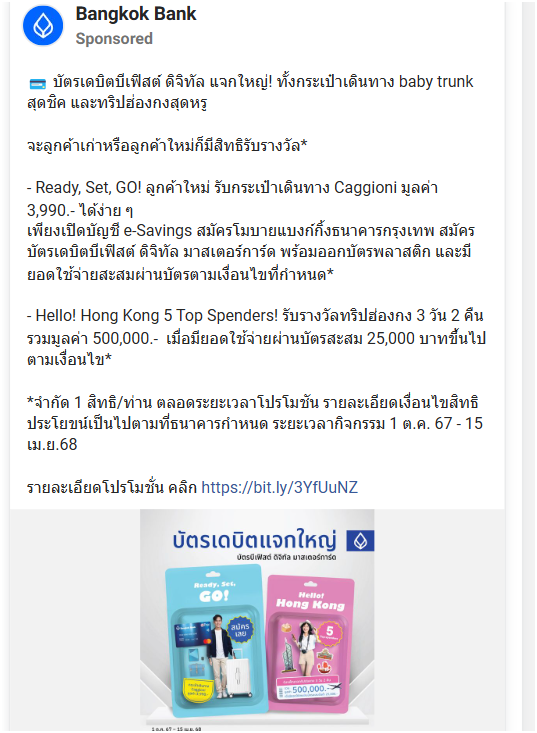 Bangkok Bank
Sponsored
บัตรเดบิตบีเฟิสต์ ดิจิทัล แจกใหญ่! ทั้งกระเป๋าเดินทาง baby trunk
สุดชิค และทริปฮ่องกงสุดหรู
จะลูกค้าเก่าหรือลูกค้าใหม่ก็มีสิทธิรับรางวัล*
- Ready, Set, GO! ลูกค้าใหม่ รับกระเป๋าเดินทาง Caggioni มูลค่า
3,990.- ได้ง่าย ๆ
เพียงเปิดบัญชี e-Savings สมัครโมบายแบงก์กิ้งธนาคารกรุงเทพ สมัคร
บัตรเดบิตบีเฟิสต์ ดิจิทัล มาสเตอร์การ์ด พร้อมออกบัตรพลาสติก และมี
ยอดใช้จ่ายสะสมผ่านบัตรตามเงื่อนไขที่กำหนด*
- Hello! Hong Kong 5 Top Spenders! รับรางวัลทริปฮ่องกง 3 วัน 2 คืน
รวมมูลค่า 500,000.- เมื่อมียอดใช้จ่ายผ่านบัตรสะสม 25,000 บาทขึ้นไป
ตามเงื่อนไข*
*จำกัด 1 สิทธิ/ท่าน ตลอดระยะเวลาโปรโมชัน รายละเอียดเงื่อนไขสิทธิ
ประโยชน์เป็นไปตามที่ธนาคารกำหนด ระยะเวลากิจกรรม 1 ต.ค. 67 - 15
เม.ย.68
รายละเอียดโปรโมชั่น คลิก https://bit.ly/3YfUuNZ
บัตรเดบิตแจกใหญ่
บัตรบีเฟิสต์ ดิจิทัล มาสเตอร์การ์ด
Ready, Set,
GO!
สมัคร
เลย
Hello!
Hong Kong
5
500,000.-